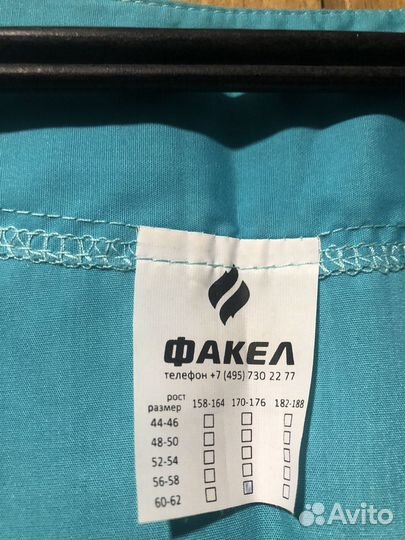 ФАКЕЛ
телефон +7 (495) 730 22 77
рост 158-164 170-176 182-188
размер
44-46
48-50
52-54
56-58
60-62
Avito